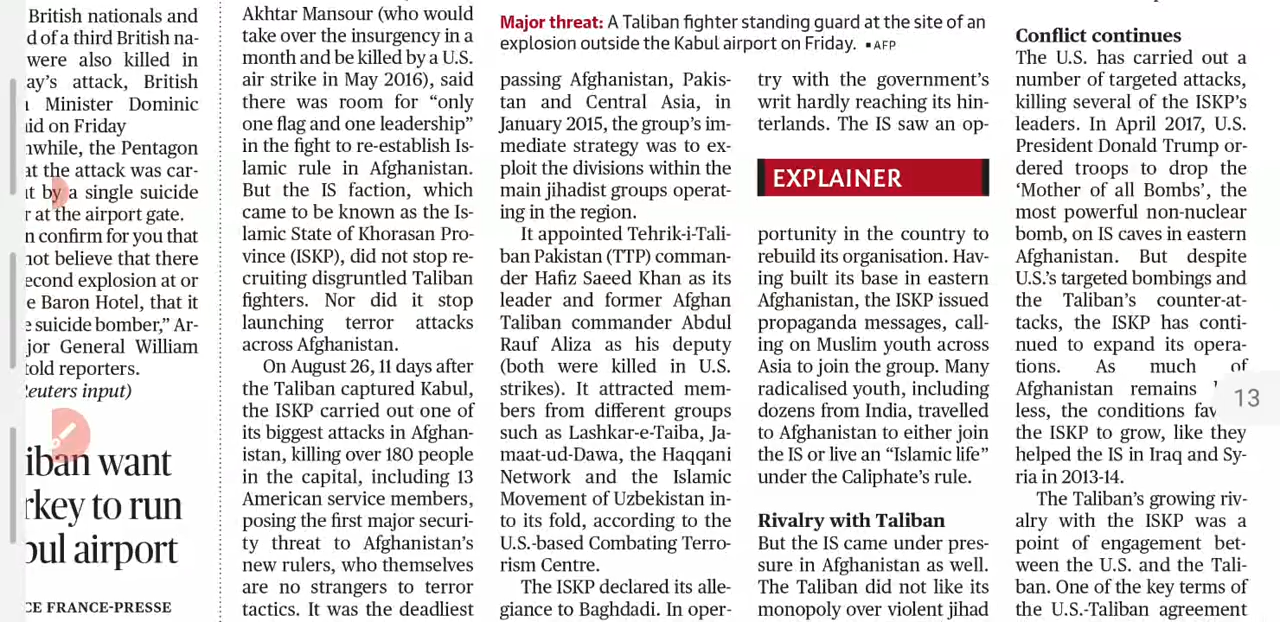 British nationals and
d of a third British na-
were also killed in
ay's attack, British
Minister Dominic
id on Friday
nwhile, the Pentagon
at the attack was car-
t by a single suicide
r at the airport gate.
n confirm for you that
not believe that there
econd explosion at or
e Baron Hotel, that it
e suicide bomber," Ar-
jor General William
told reporters.
euters input)
iban want
rkey to run
bul airport
CE FRANCE-PRESSE
Akhtar Mansour (who would
take over the insurgency in a
month and be killed by a U.S.
air strike in May 2016), said
there was room for "only
one flag and one leadership"
in the fight to re-establish Is-
lamic rule in Afghanistan.
But the IS faction, which
came to be known as the Is-
lamic State of Khorasan Pro-
vince (ISKP), did not stop re-
cruiting disgruntled Taliban
fighters. Nor did it stop
launching terror attacks
across Afghanistan.
On August 26, 11 days after
the Taliban captured Kabul,
the ISKP carried out one of
its biggest attacks in Afghan-
istan, killing over 180 people
in the capital, including 13
American service members,
posing the first major securi-
ty threat to Afghanistan's
new rulers, who themselves
are no strangers to terror
tactics. It was the deadliest
Major threat: A Taliban fighter standing guard at the site of an
explosion outside the Kabul airport on Friday. ▪AFP
passing Afghanistan, Pakis-
tan and Central Asia, in
January 2015, the group's im-
mediate strategy was to ex-
ploit the divisions within the
main jihadist groups operat-
ing in the region.
It appointed Tehrik-i-Tali-
ban Pakistan (TTP) comman-
der Hafiz Saeed Khan as its
leader and former Afghan
Taliban commander Abdul
Rauf Aliza as his deputy
(both were killed in U.S.
strikes). It attracted mem-
bers from different groups
such as Lashkar-e-Taiba, Ja-
maat-ud-Dawa, the Haqqani
Network and the Islamic
Movement of Uzbekistan in-
to its fold, according to the
U.S.-based Combating Terro-
rism Centre.
The ISKP declared its alle-
giance to Baghdadi. In oper-
try with the government's
writ hardly reaching its hin-
terlands. The IS saw an op-
EXPLAINER
portunity in the country to
rebuild its organisation. Hav-
ing built its base in eastern
Afghanistan, the ISKP issued
propaganda messages, call-
ing on Muslim youth across
Asia to join the group. Many
radicalised youth, including
dozens from India, travelled
to Afghanistan to either join
the IS or live an "Islamic life"
under the Caliphate's rule.
Rivalry with Taliban
But the IS came under pres-
sure in Afghanistan as well.
The Taliban did not like its
monopoly over violent jihad
Conflict continues
The U.S. has carried out a
number of targeted attacks,
killing several of the ISKP's
leaders. In April 2017, U.S.
President Donald Trump or-
dered troops to drop the
'Mother of all Bombs', the
most powerful non-nuclear
bomb, on IS caves in eastern
Afghanistan. But despite
U.S.'s targeted bombings and
the Taliban's counter-at-
tacks, the ISKP has conti-
nued to expand its opera-
tions. As much of
Afghanistan remains
less, the conditions fav
the ISKP to grow, like they
helped the IS in Iraq and Sy-
ria in 2013-14.
The Taliban's growing riv-
alry with the ISKP was a
point of engagement bet-
ween the U.S. and the Tali-
ban. One of the key terms of
the U.S.-Taliban agreement
13